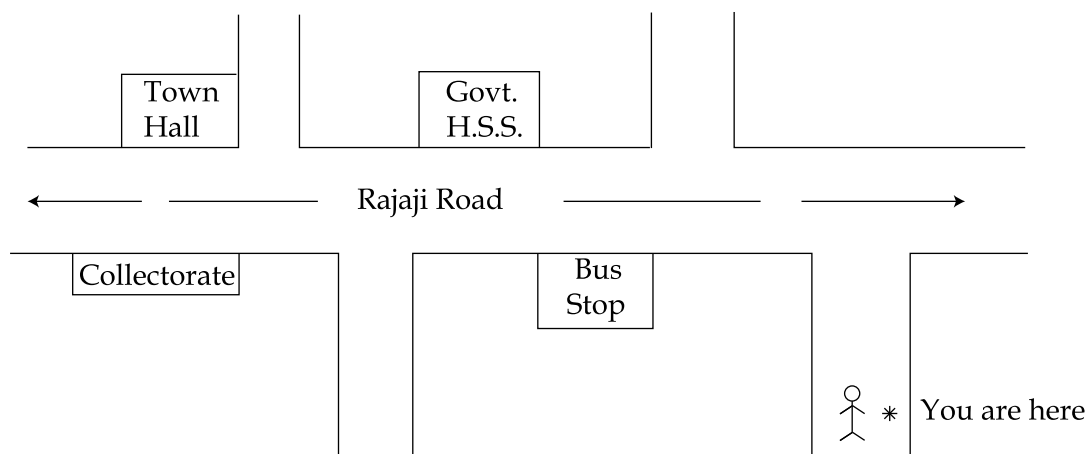 Town
Hall
Govt.
H.S.S.
Rajaji Road
Collectorate
Bus
Stop
* You are here